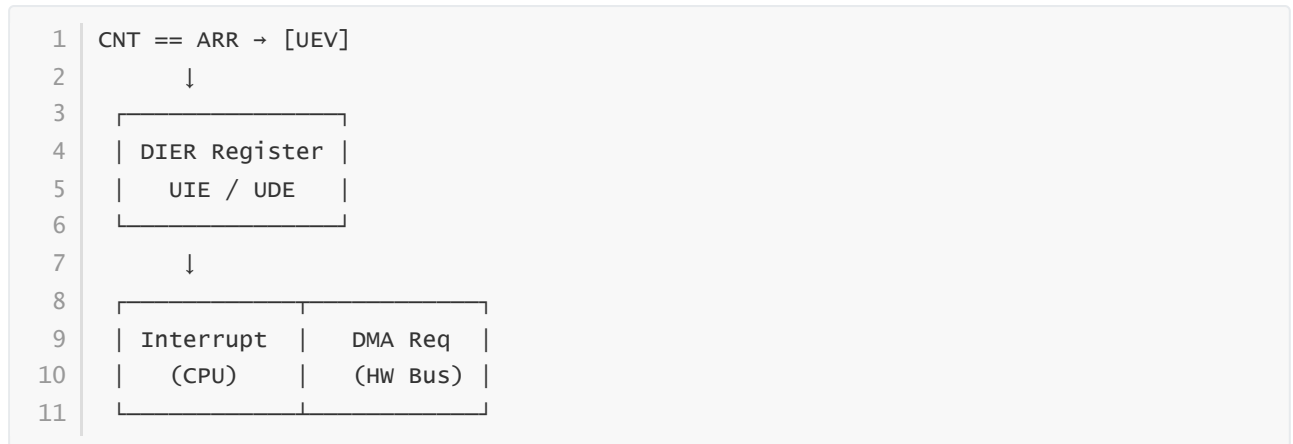 1 CNT == ARR → [UEV]
2 ↓
3 ┌───────────────┐
4 │ DIER Register │
5 │ UIE / UDE │
6 └───────────────┘
7 ↓
8 ┌────────────┬────────────┐
9 │ Interrupt │ DMA Req │
10 │ (CPU) │ (HW Bus) │
11 └────────────┴────────────┘